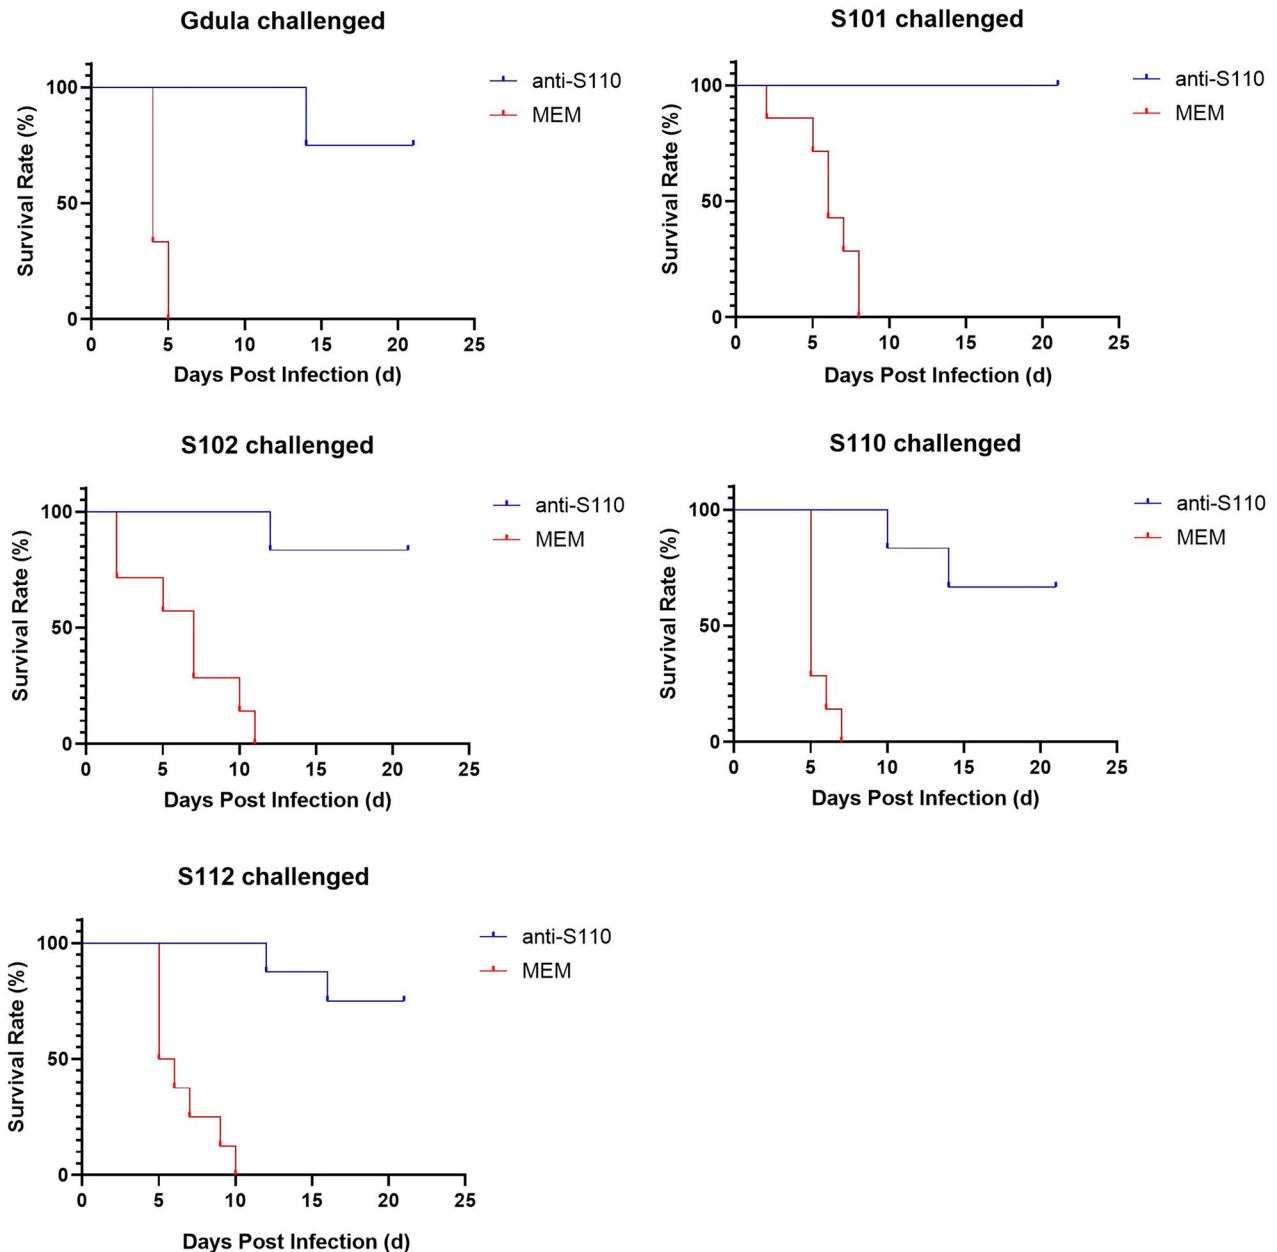 Gdula challenged
Survival Rate (%)
100
50
0
0 5 10 15 20 25
Days Post Infection (d)
anti-S110
MEM
S101 challenged
Survival Rate (%)
100
50
0
0 5 10 15 20 25
Days Post Infection (d)
anti-S110
MEM
S102 challenged
Survival Rate (%)
100
50
0
0 5 10 15 20 25
Days Post Infection (d)
anti-S110
MEM
S110 challenged
Survival Rate (%)
100
50
0
0 5 10 15 20 25
Days Post Infection (d)
anti-S110
MEM
S112 challenged
Survival Rate (%)
100
50
0
0 5 10 15 20 25
Days Post Infection (d)
anti-S110
MEM